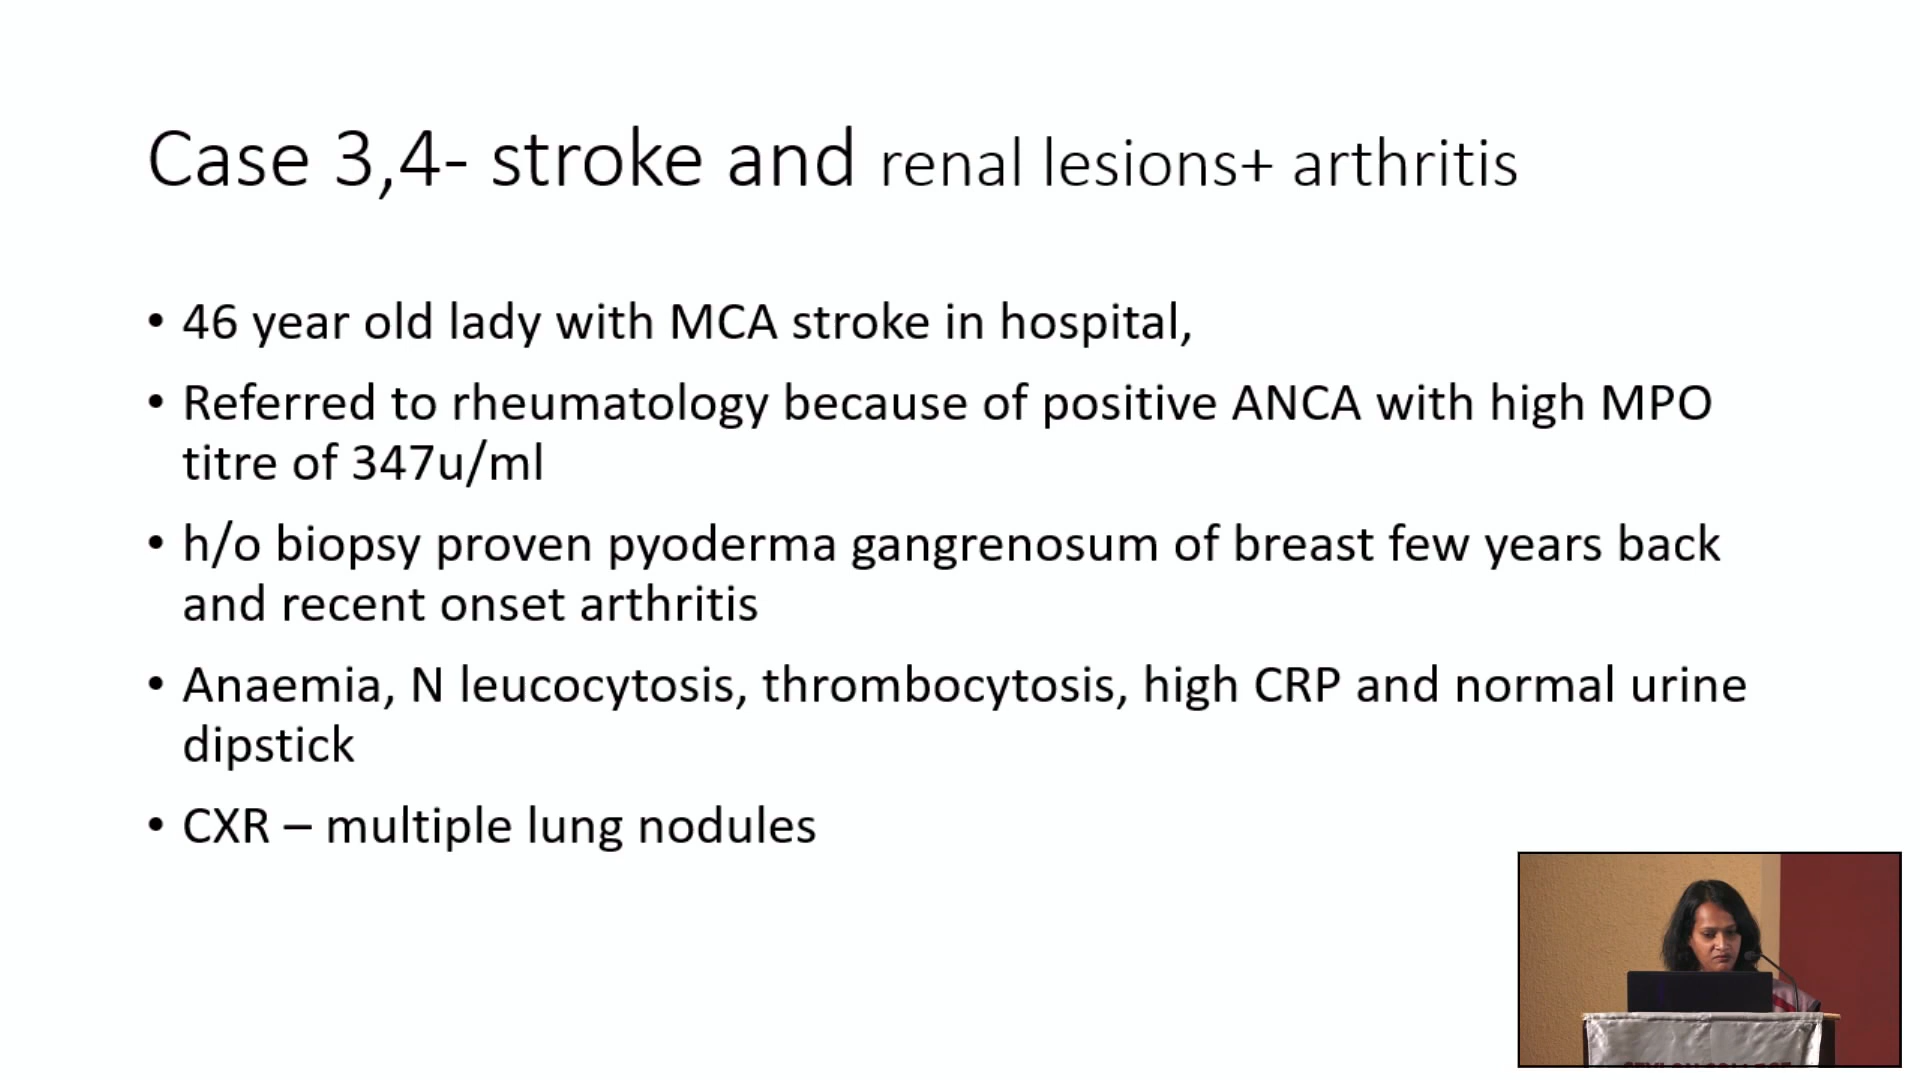 Case 3,4- stroke and renal lesions+ arthritis
• 46 year old lady with MCA stroke in hospital,
• Referred to rheumatology because of positive ANCA with high MPO
titre of 347u/ml
• h/o biopsy proven pyoderma gangrenosum of breast few years back
and recent onset arthritis
• Anaemia, N leucocytosis, thrombocytosis, high CRP and normal urine
dipstick
• CXR – multiple lung nodules